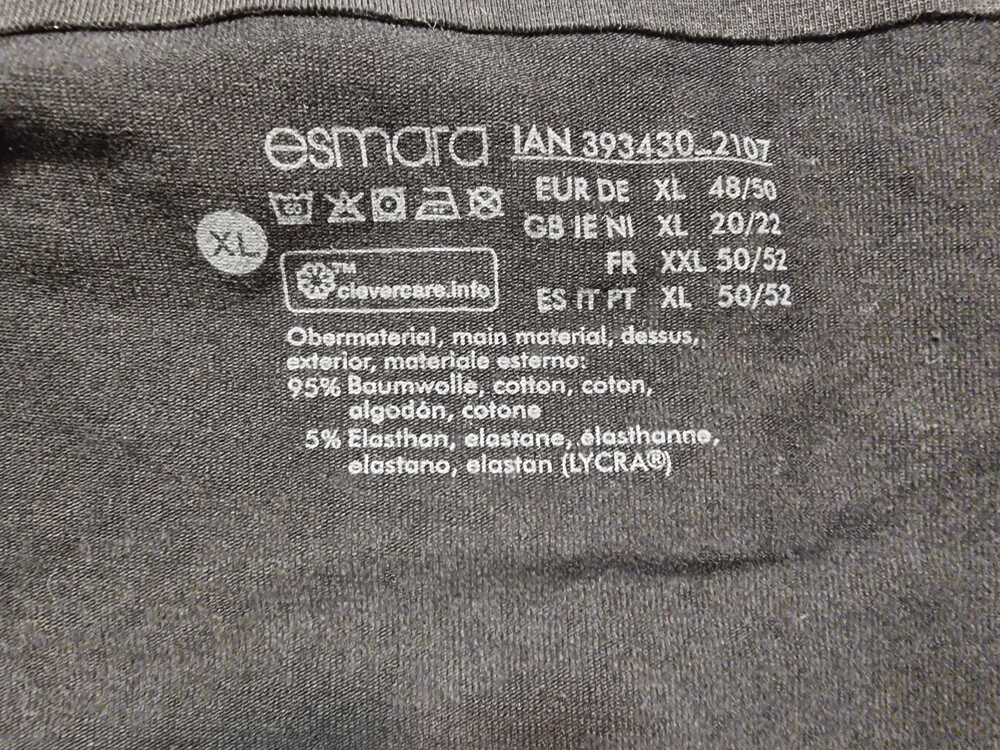 esmara IAN 393430_2107
60
EUR DE XL 48/50
GB IE NI XL 20/22
FR XXL 50/52
ES IT PT XL 50/52
XL
™
clevercare.info
Obermaterial, main material, dessus,
exterior, materiale esterno:
95% Baumwolle, cotton, coton,
algodón, cotone
5% Elasthan, elastane, élasthanne,
elastano, elastan (LYCRA®)